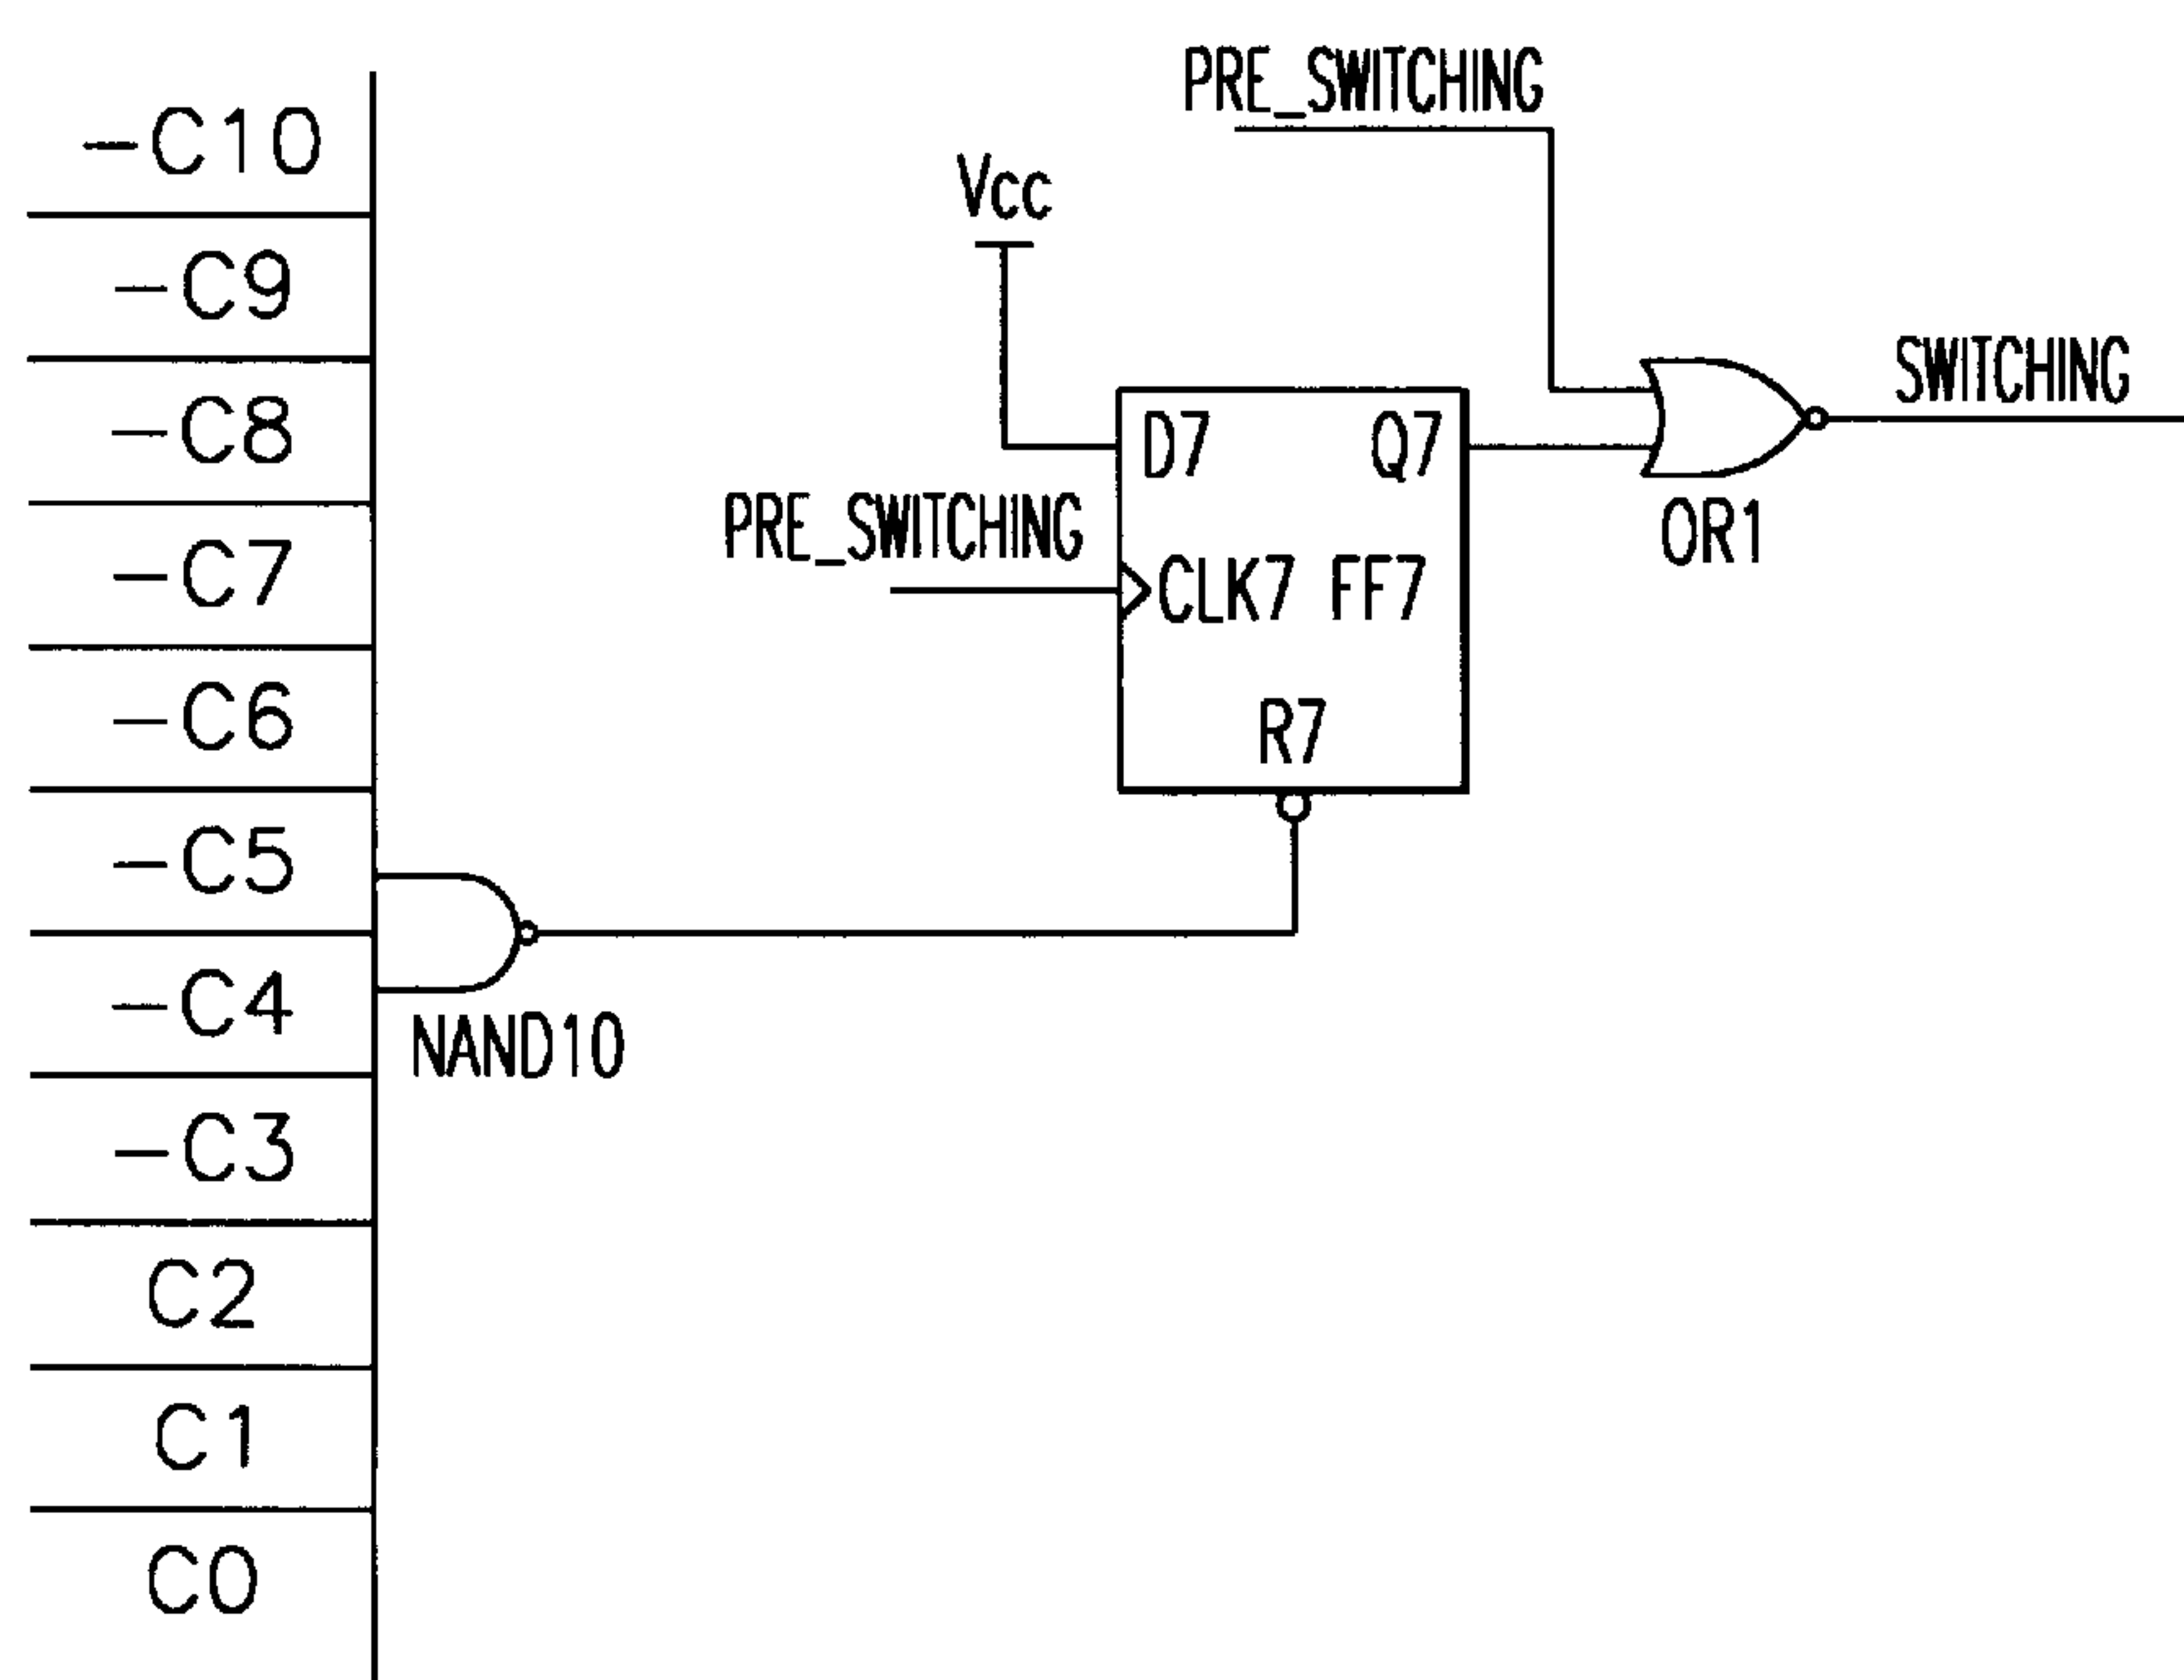 PRE_SWITCHING
-C10
Vcc
-C9
SWITCHING
-C8
D7
Q7
PRE_SWITCHING
OR1
-C7
CLK7 FF7
-C6
R7
-C5
-C4
NAND10
-C3
C2
C1
C0